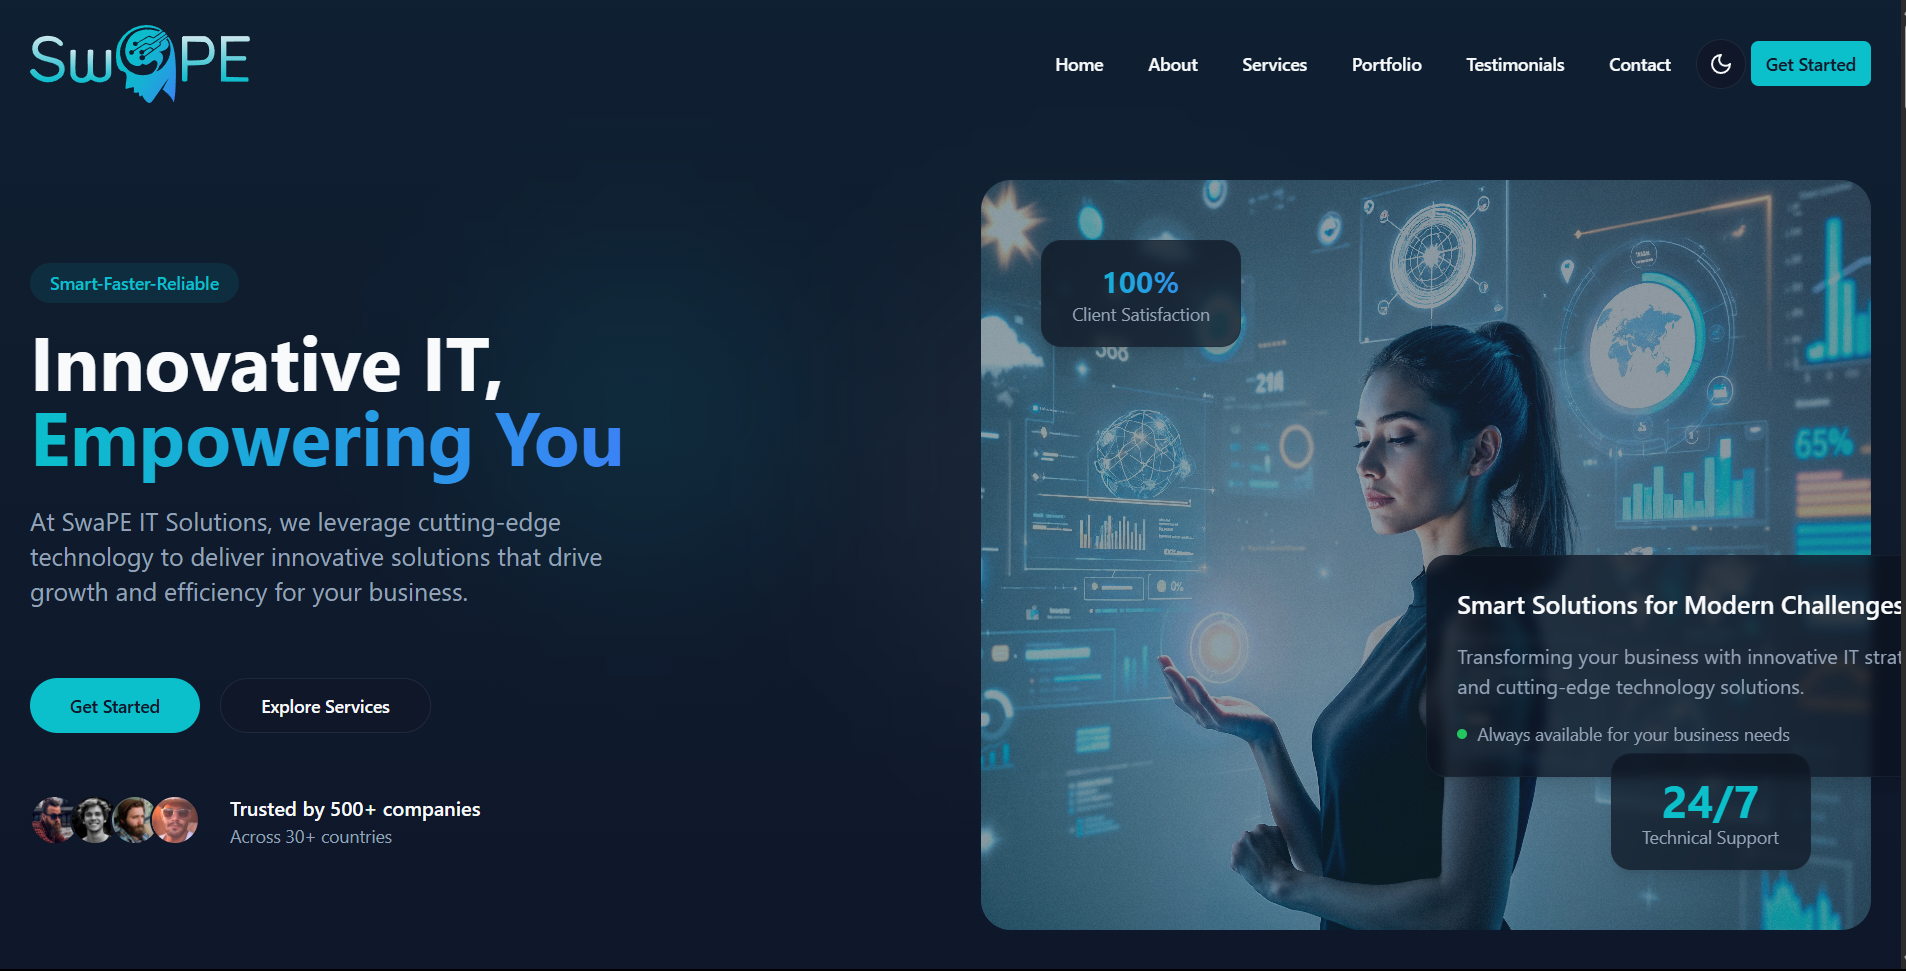 SwaPE
Home
About
Services
Portfolio
Testimonials
Contact
Get Started
Smart-Faster-Reliable
Innovative IT,
Empowering You
At SwaPE IT Solutions, we leverage cutting-edge
technology to deliver innovative solutions that drive
growth and efficiency for your business.
Get Started
Explore Services
Trusted by 500+ companies
Across 30+ countries
100%
Client Satisfaction
568
214
65%
0%
Smart Solutions for Modern Challenges
Transforming your business with innovative IT strat
and cutting-edge technology solutions.
Always available for your business needs
24/7
Technical Support